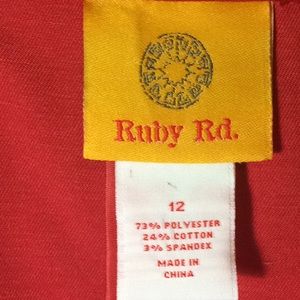 Ruby Rd.
12
73% POLYESTER
24% COTTON
3% SPANDEX
MADE IN
CHINA